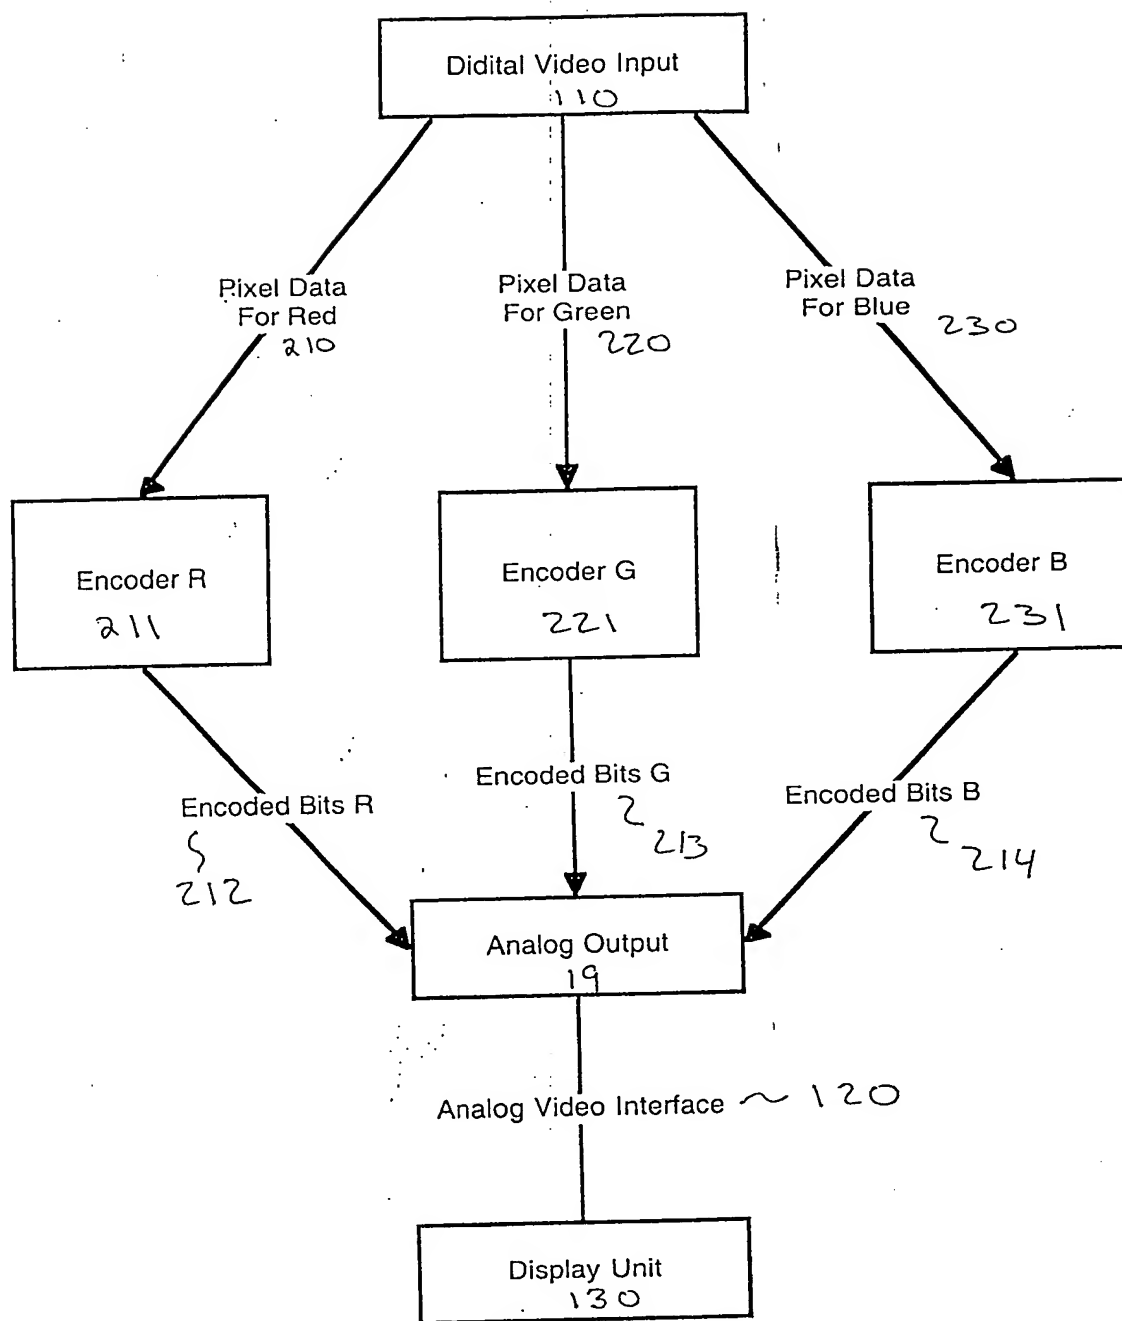 Didital Video Input
110
Pixel Data
For Red
210
Pixel Data
For Green
220
Pixel Data
For Blue
230
Encoder R
211
Encoder G
221
Encoder B
231
Encoded Bits R
212
Encoded Bits G
213
Encoded Bits B
214
Analog Output
19
Analog Video Interface ~ 120
Display Unit
130